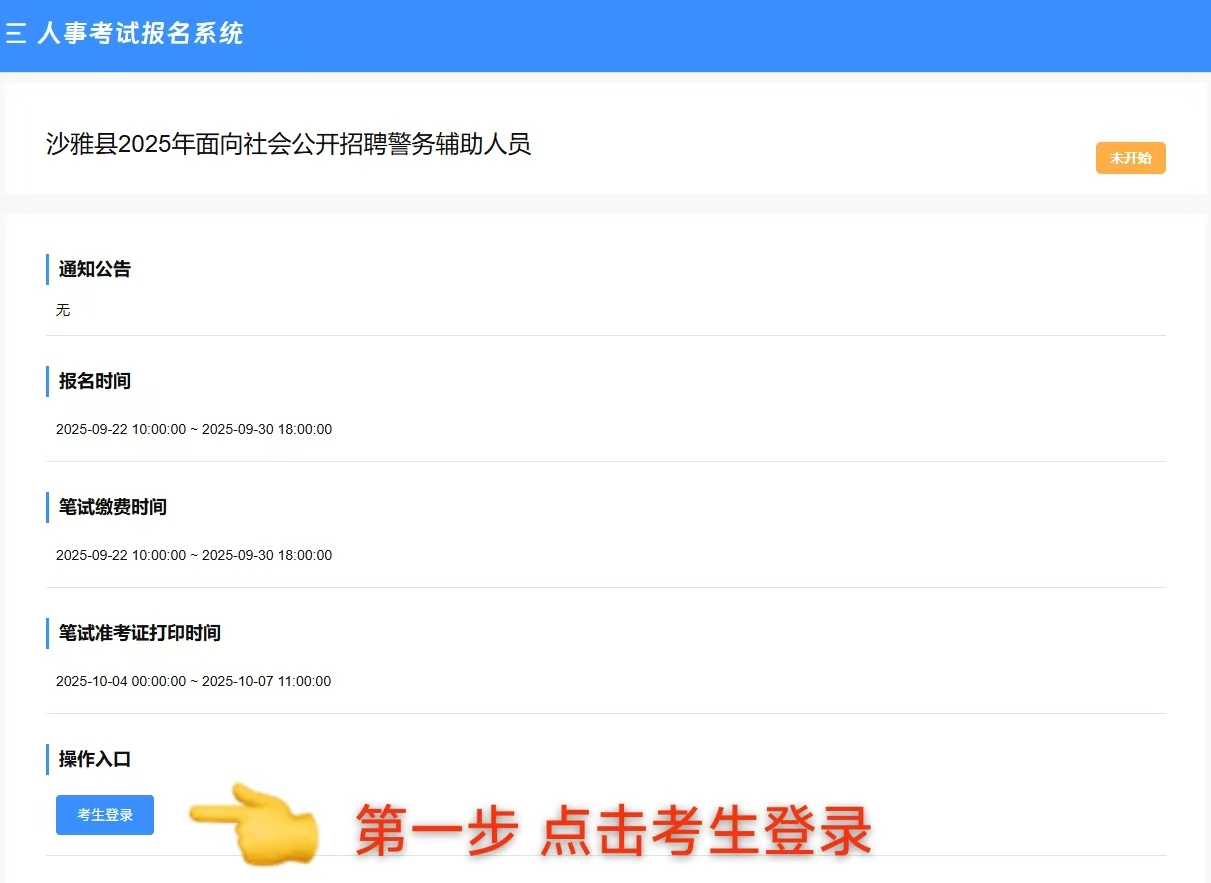 人事考试报名系统
沙雅县2025年面向社会公开招聘警务辅助人员
未开始
通知公告
无
报名时间
2025-09-22 10:00:00 ~ 2025-09-30 18:00:00
笔试缴费时间
2025-09-22 10:00:00 ~ 2025-09-30 18:00:00
笔试准考证打印时间
2025-10-04 00:00:00 ~ 2025-10-07 11:00:00
操作入口
考生登录
第一步 点击考生登录